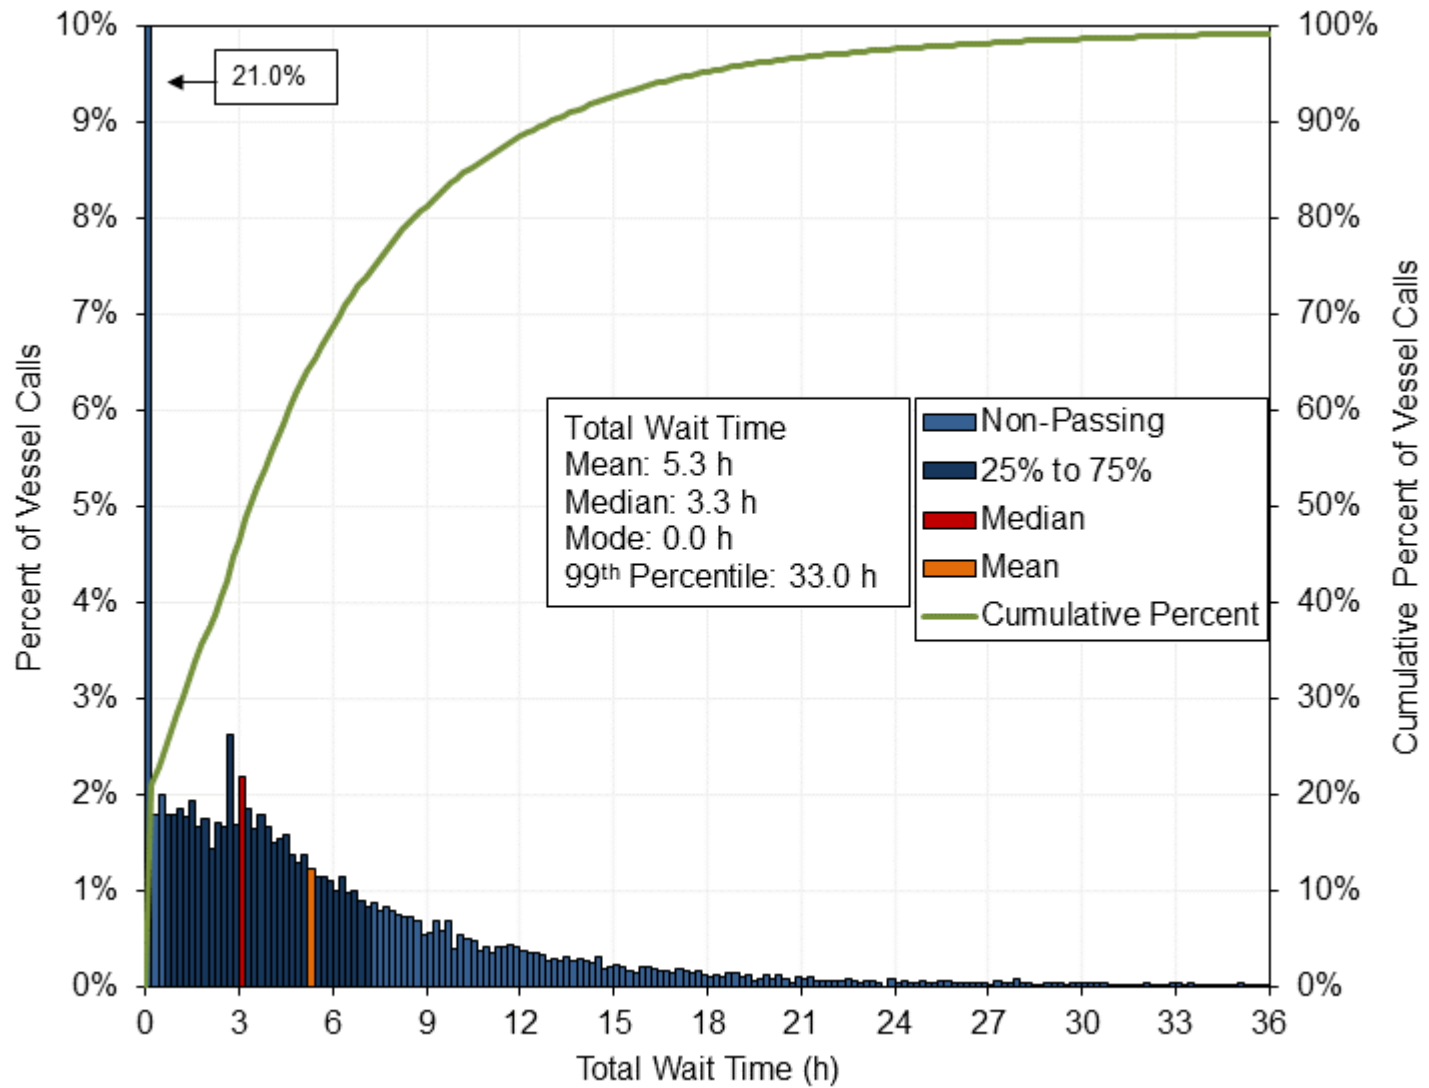 10%
9%
8%
7%
6%
5%
4%
3%
2%
1%
0%
Percent of Vessel Calls
21.0%
Total Wait Time
Mean: 5.3 h
Median: 3.3 h
Mode: 0.0 h
99th Percentile: 33.0 h
Non-Passing
25% to 75%
Median
Mean
Cumulative Percent
100%
90%
80%
70%
60%
50%
40%
30%
20%
10%
0%
Cumulative Percent of Vessel Calls
0 3 6 9 12 15 18 21 24 27 30 33 36
Total Wait Time (h)